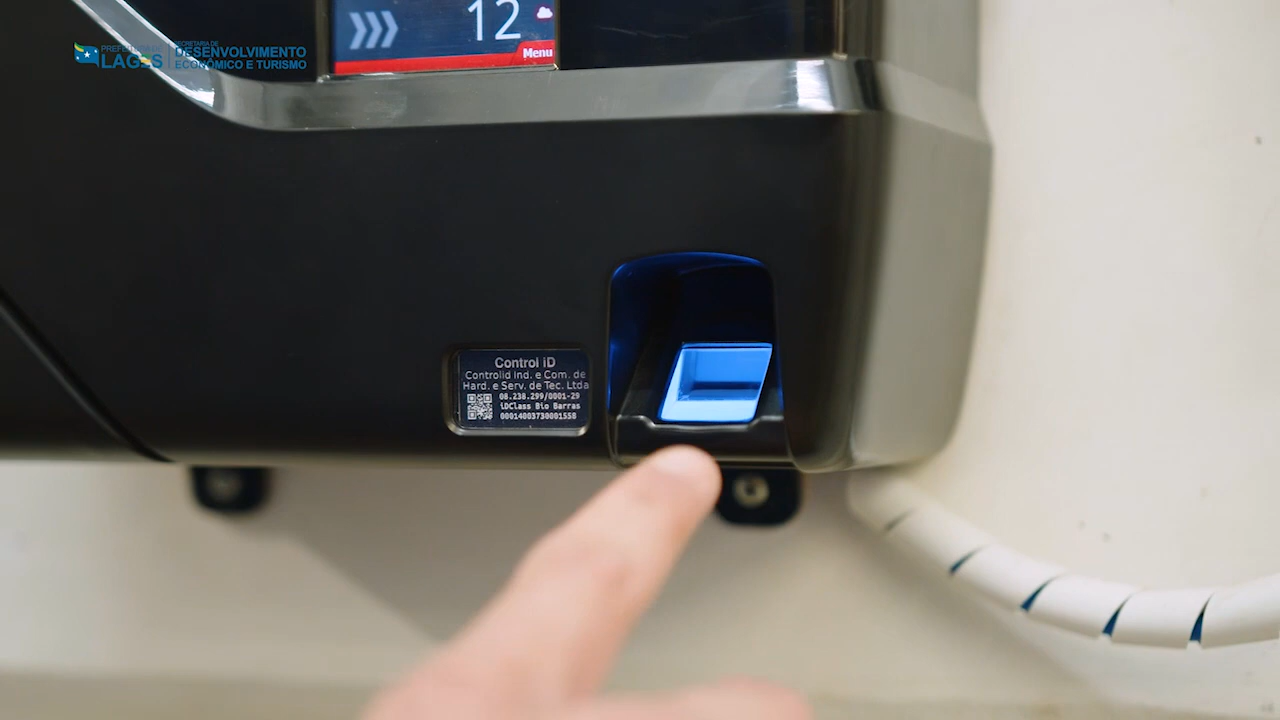 PREFEITURA DE
LAGES
SECRETARIA DE
DESENVOLVIMENTO
ECONÔMICO E TURISMO
12
Menu
Control iD
Controlid Ind. e Com. de
Hard. e Serv. de Tec. Ltda
08.238.299/0001-29
iDClass Bio Barras
00014003730001558